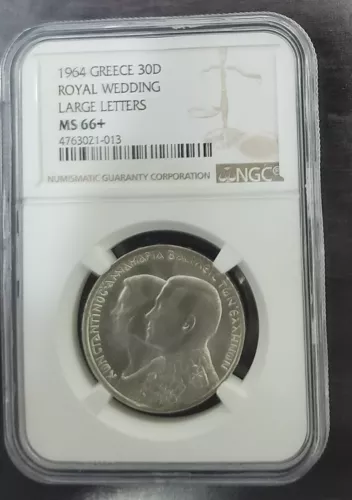 1964 GREECE 30D
ROYAL WEDDING
LARGE LETTERS
MS 66+
4763021-013
NUMISMATIC GUARANTY CORPORATION
NGC®
ΚΩΝΣΤΑΝΤΙΝΟΣ·ΑΝΝΑ ΜΑΡΙΑ ΒΑΣΙΛΕΙΣ ΤΩΝ ΕΛΛΗΝΩΝ